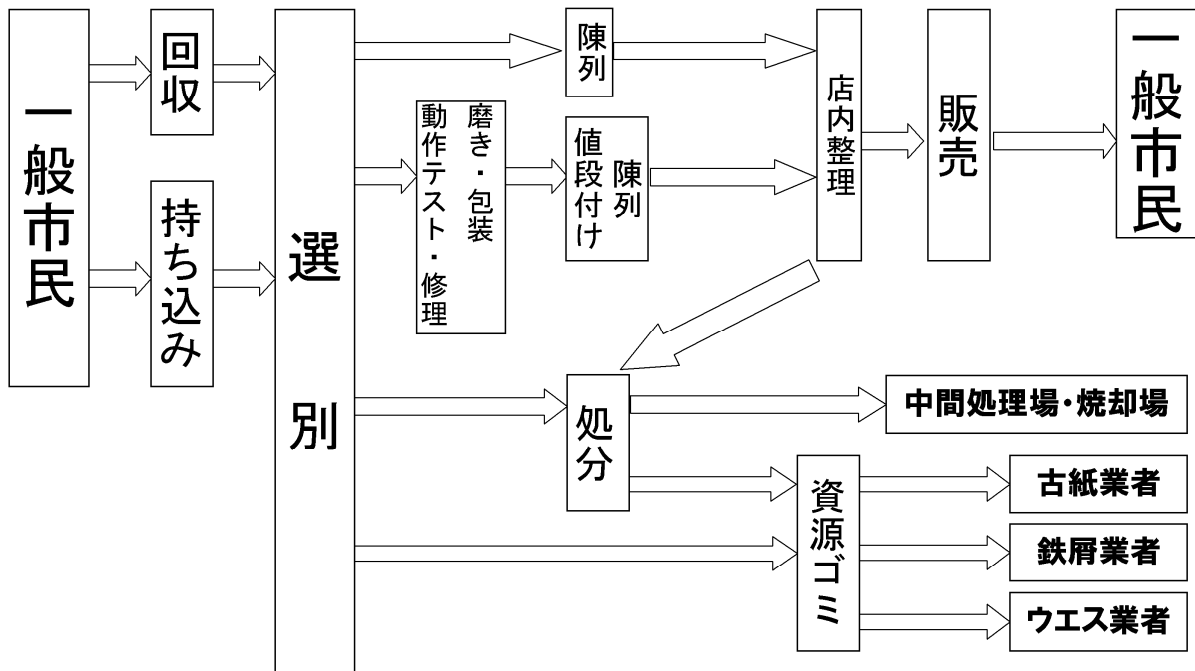 一般市民
回収
持ち込み
選別
陳列
磨き・包装
動作テスト・修理
陳列
値段付け
店内整理
販売
一般市民
処分
中間処理場・焼却場
資源ゴミ
古紙業者
鉄屑業者
ウエス業者